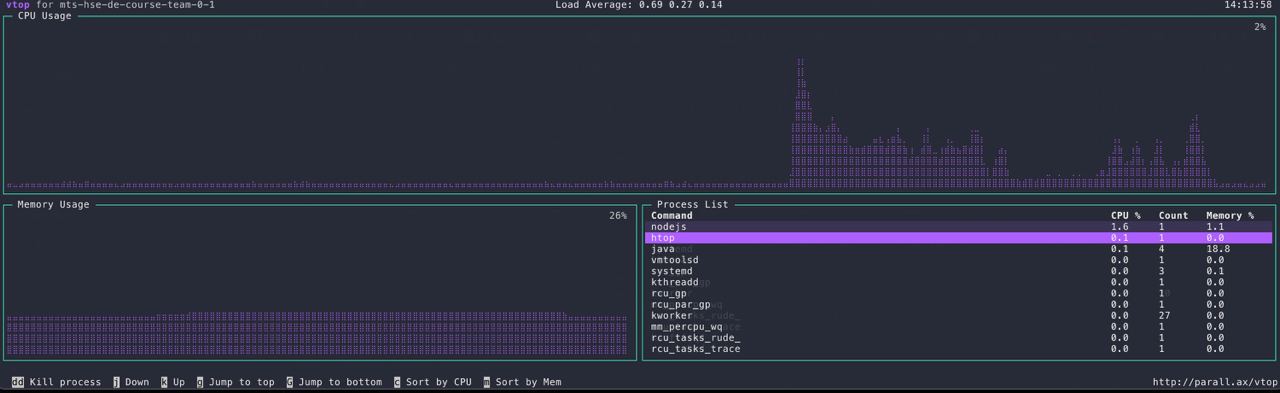 vtop for mts-hse-de-course-team-0-1 Load Average: 0.69 0.27 0.14 14:13:58
CPU Usage
2%
Memory Usage
26%
Process List
Command CPU % Count Memory %
nodejs 1.6 1 1.1
htop 0.1 1 0.0
java 0.1 4 18.8
vmtoolsd 0.0 1 0.0
systemd 0.0 3 0.1
kthreadd 0.0 1 0.0
rcu_gp 0.0 1 0.0
rcu_par_gp 0.0 1 0.0
kworker 0.0 27 0.0
mm_percpu_wq 0.0 1 0.0
rcu_tasks_rude_ 0.0 1 0.0
rcu_tasks_trace 0.0 1 0.0
dd Kill process j Down k Up g Jump to top G Jump to bottom c Sort by CPU m Sort by Mem http://parall.ax/vtop